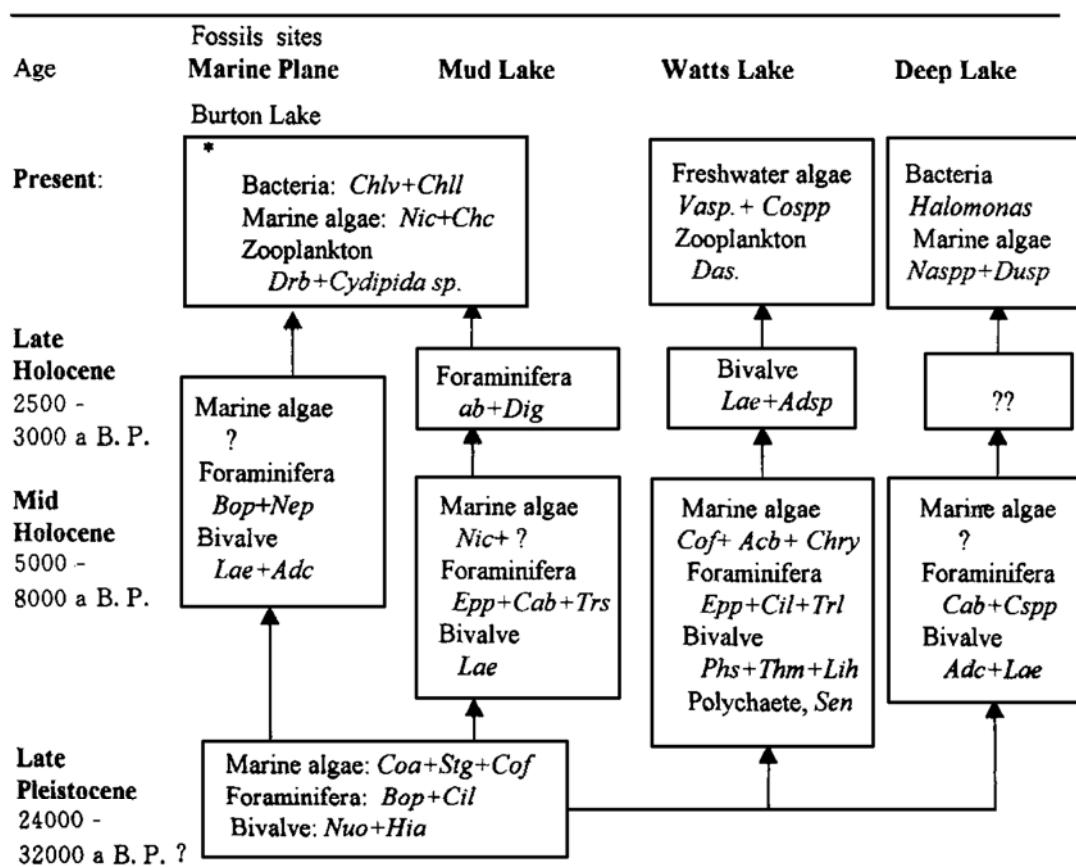 Fossils sites
Age Marine Plane Mud Lake Watts Lake Deep Lake
Burton Lake
Present:
*
Bacteria: Chlv+Chll
Marine algae: Nic+Chc
Zooplankton
Drb+Cydipida sp.
Freshwater algae
Vasp.+ Cospp
Zooplankton
Das.
Bacteria
Halomonas
Marine algae
Naspp+Dusp
Late
Holocene
2500 -
3000 a B. P.
Foraminifera
ab+Dig
Bivalve
Lae+Adsp
??
Mid
Holocene
5000 -
8000 a B. P.
Marine algae
?
Foraminifera
Bop+Nep
Bivalve
Lae+Adc
Marine algae
Nic+ ?
Foraminifera
Epp+Cab+Trs
Bivalve
Lae
Marine algae
Cof+ Acb + Chry
Foraminifera
Epp+Cil+Trl
Bivalve
Phs+Thm+Lih
Polychaete, Sen
Marine algae
?
Foraminifera
Cab+Cspp
Bivalve
Adc+Lae
Late
Pleistocene
24000 -
32000 a B. P. ?
Marine algae: Coa+Stg+Cof
Foraminifera: Bop+Cil
Bivalve: Nuo+Hia